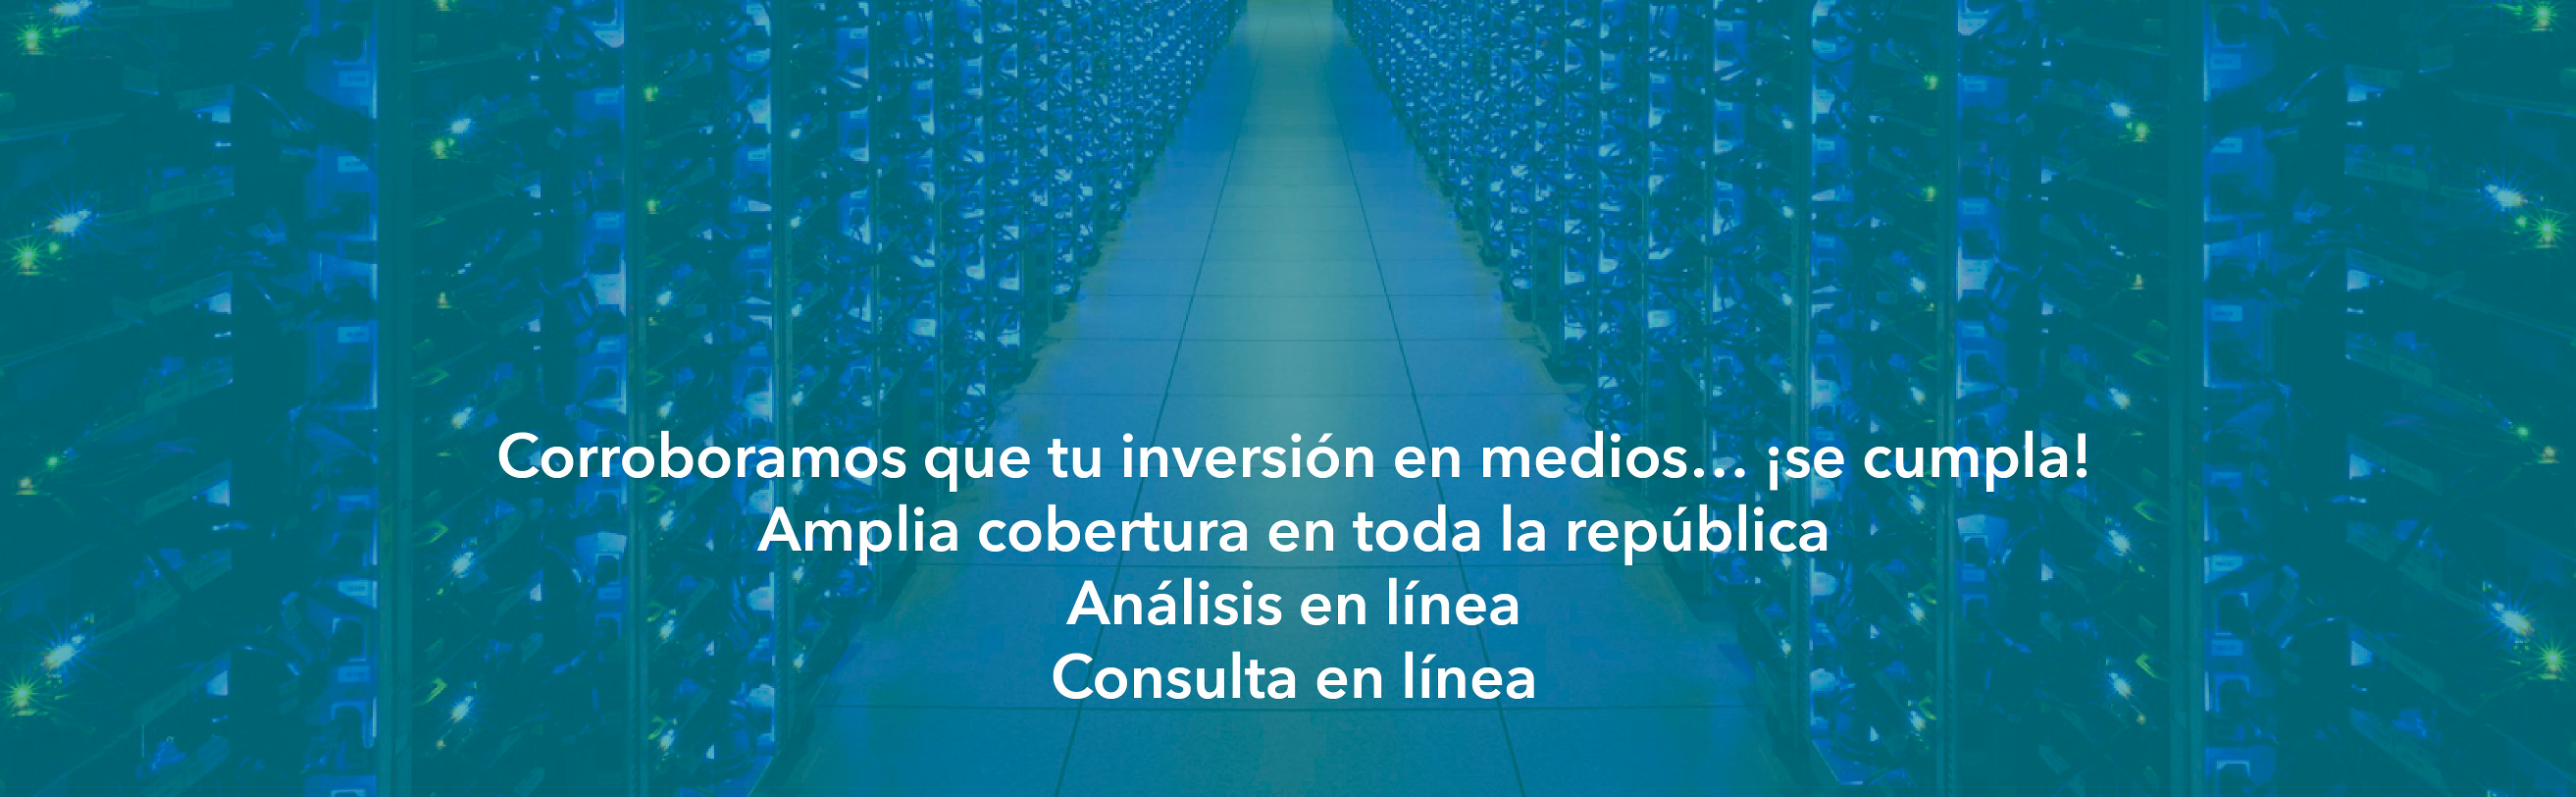 Corroboramos que tu inversión en medios... ¡se cumpla!
Amplia cobertura en toda la república
Análisis en línea
Consulta en línea